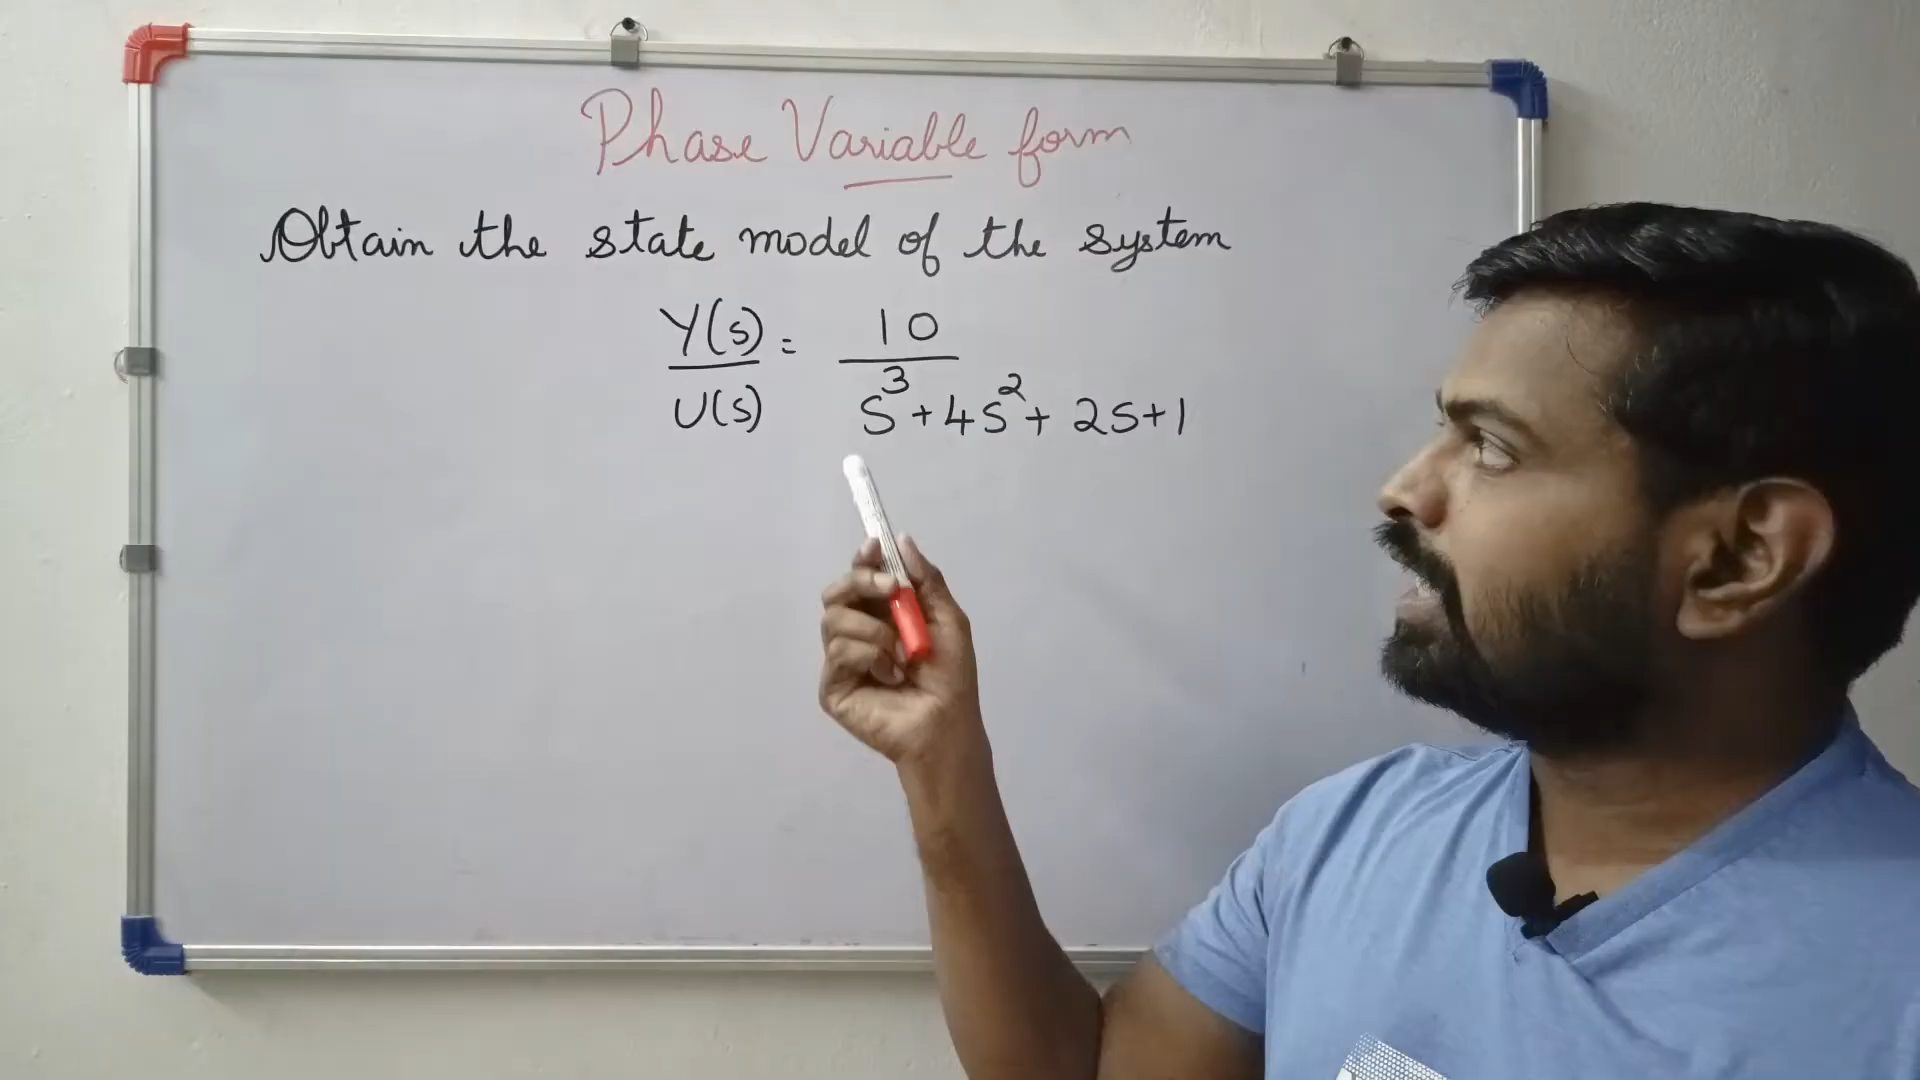 Phase Variable form
Obtain the state model of the system
Y(s) = 10
U(s) s³+4s²+ 2s+1